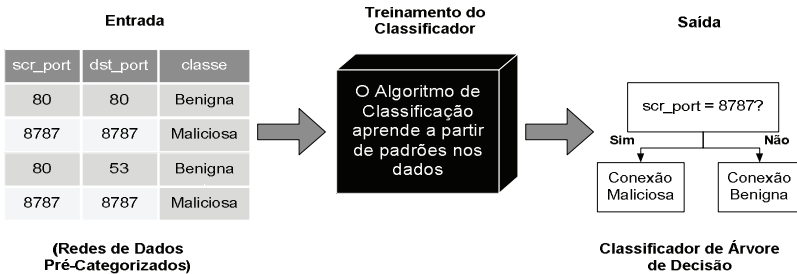 Entrada
Treinamento do
Classificador
Saída
scr_port dst_port classe
80 80 Benigna
8787 8787 Maliciosa
80 53 Benigna
8787 8787 Maliciosa
O Algoritmo de
Classificação
aprende a partir
de padrões nos
dados
scr_port = 8787?
Sim Não
Conexão
Maliciosa
Conexão
Benigna
(Redes de Dados
Pré-Categorizados)
Classificador de Árvore
de Decisão